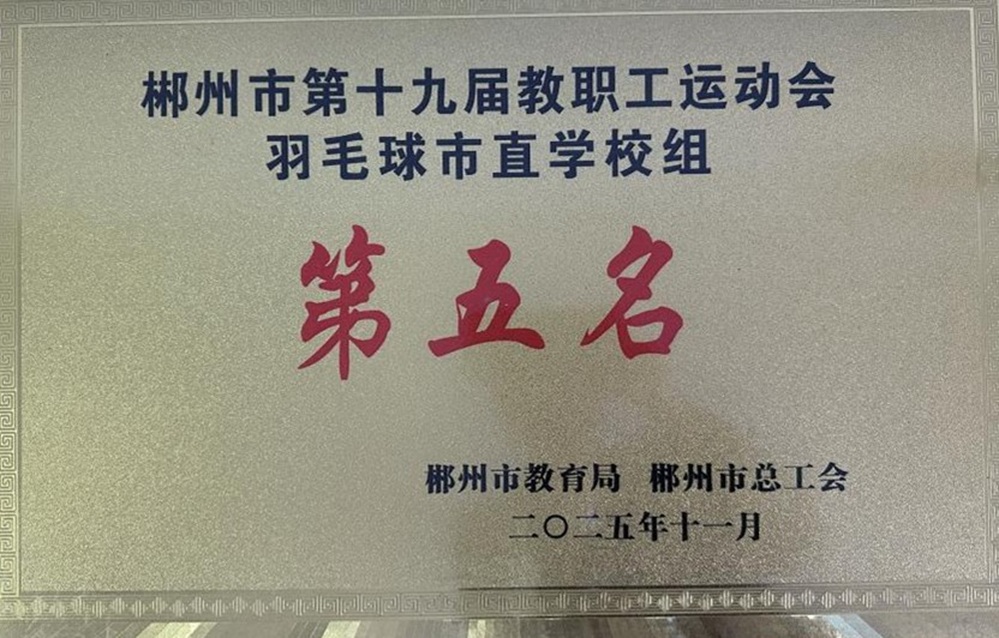 郴州市第十九届教职工运动会
羽毛球市直学校组
第五名
郴州市教育局 郴州市总工会
二〇二五年十一月